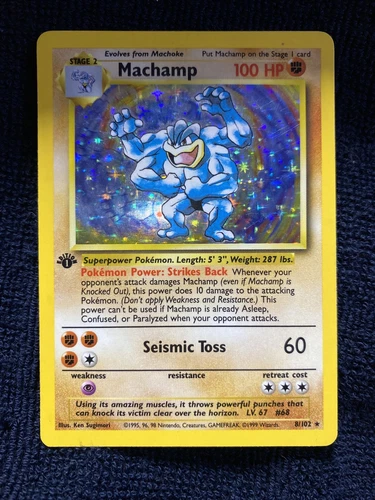 Evolves from Machoke Put Machamp on the Stage 1 card
STAGE 2
Machamp 100 HP
EDITION
1
Superpower Pokémon. Length: 5' 3", Weight: 287 lbs.
Pokémon Power: Strikes Back Whenever your
opponent's attack damages Machamp (even if Machamp is
Knocked Out), this power does 10 damage to the attacking
Pokémon. (Don't apply Weakness and Resistance.) This
power can't be used if Machamp is already Asleep,
Confused, or Paralyzed when your opponent attacks.
Seismic Toss 60
weakness resistance retreat cost
Using its amazing muscles, it throws powerful punches that
can knock its victim clear over the horizon. LV. 67 #68
Illus. Ken Sugimori ©1995, 96, 98 Nintendo, Creatures, GAMEFREAK. ©1999 Wizards. 8/102 ★